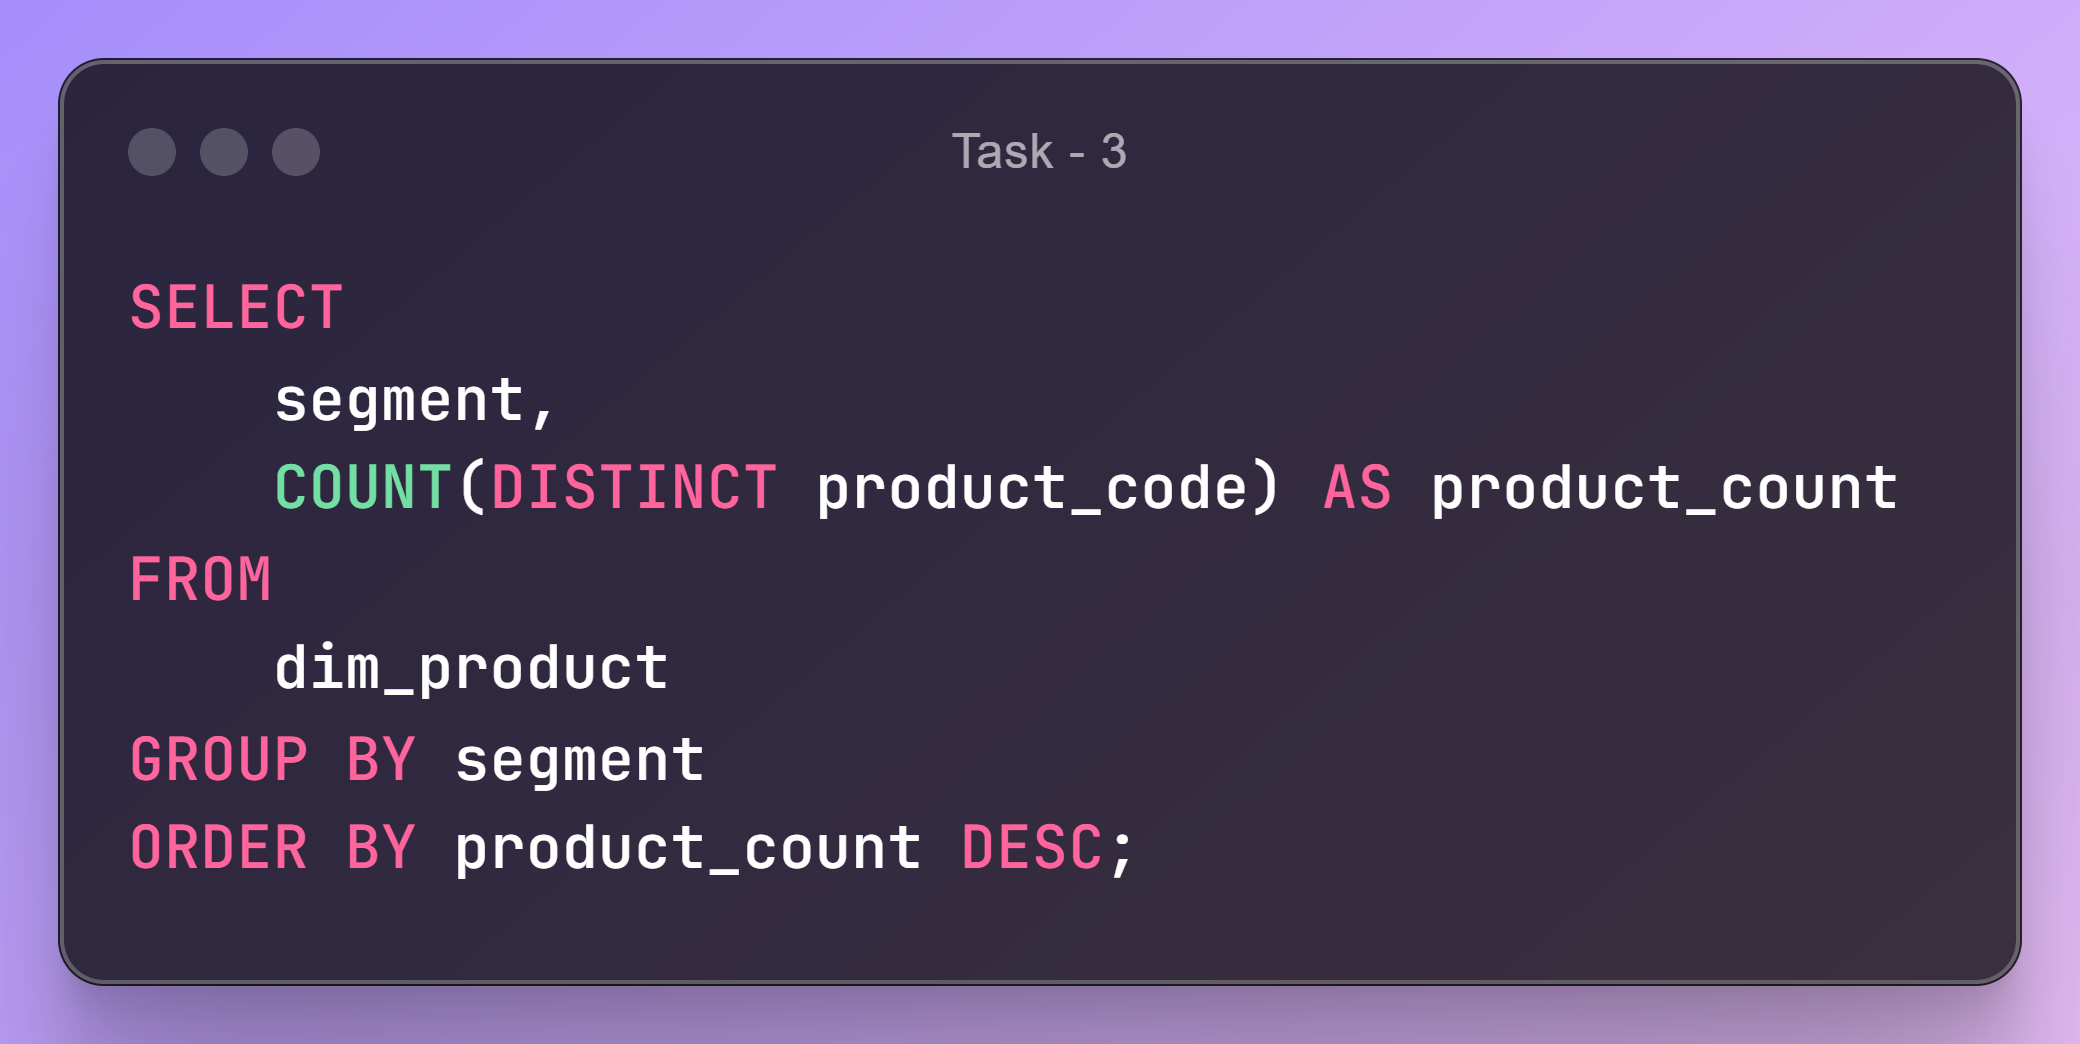 Task - 3
SELECT
    segment,
    COUNT(DISTINCT product_code) AS product_count
FROM
    dim_product
GROUP BY segment
ORDER BY product_count DESC;